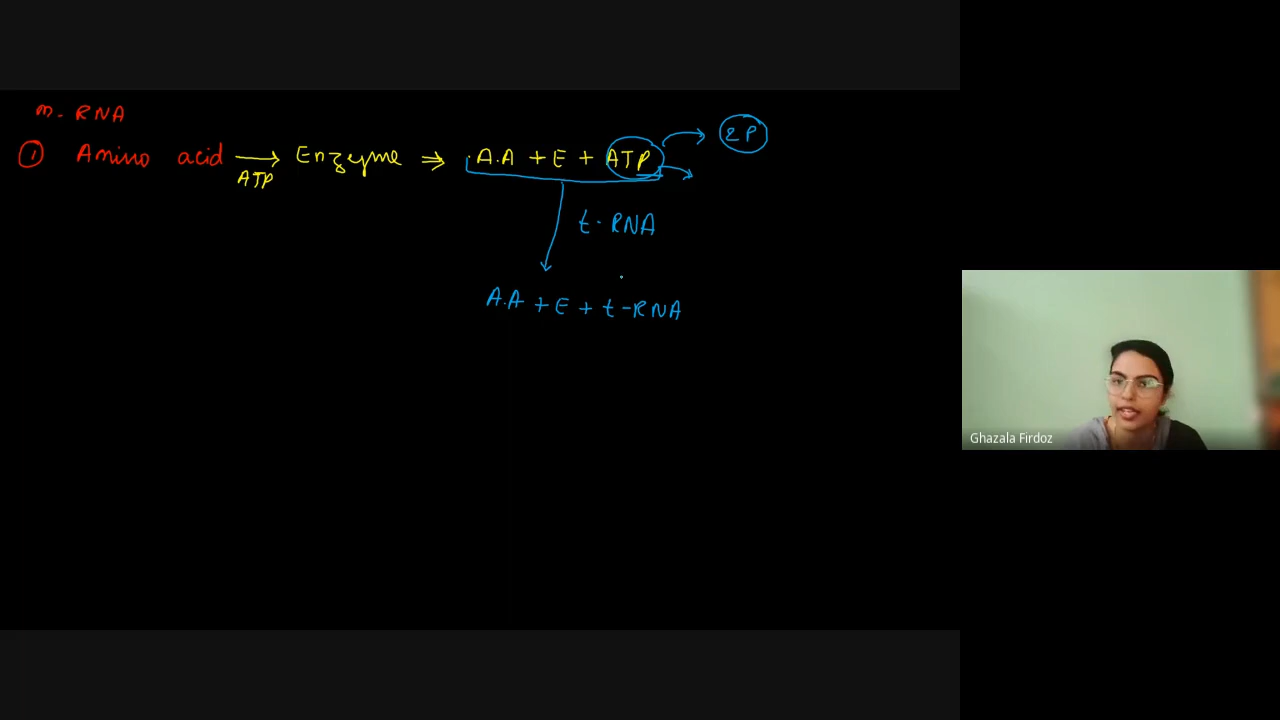 m. RNA
① Amino acid → Enzyme ⇒ A.A + E + ATP → 2P
ATP
t. RNA
A.A + E + t-RNA
Ghazala Firdoz